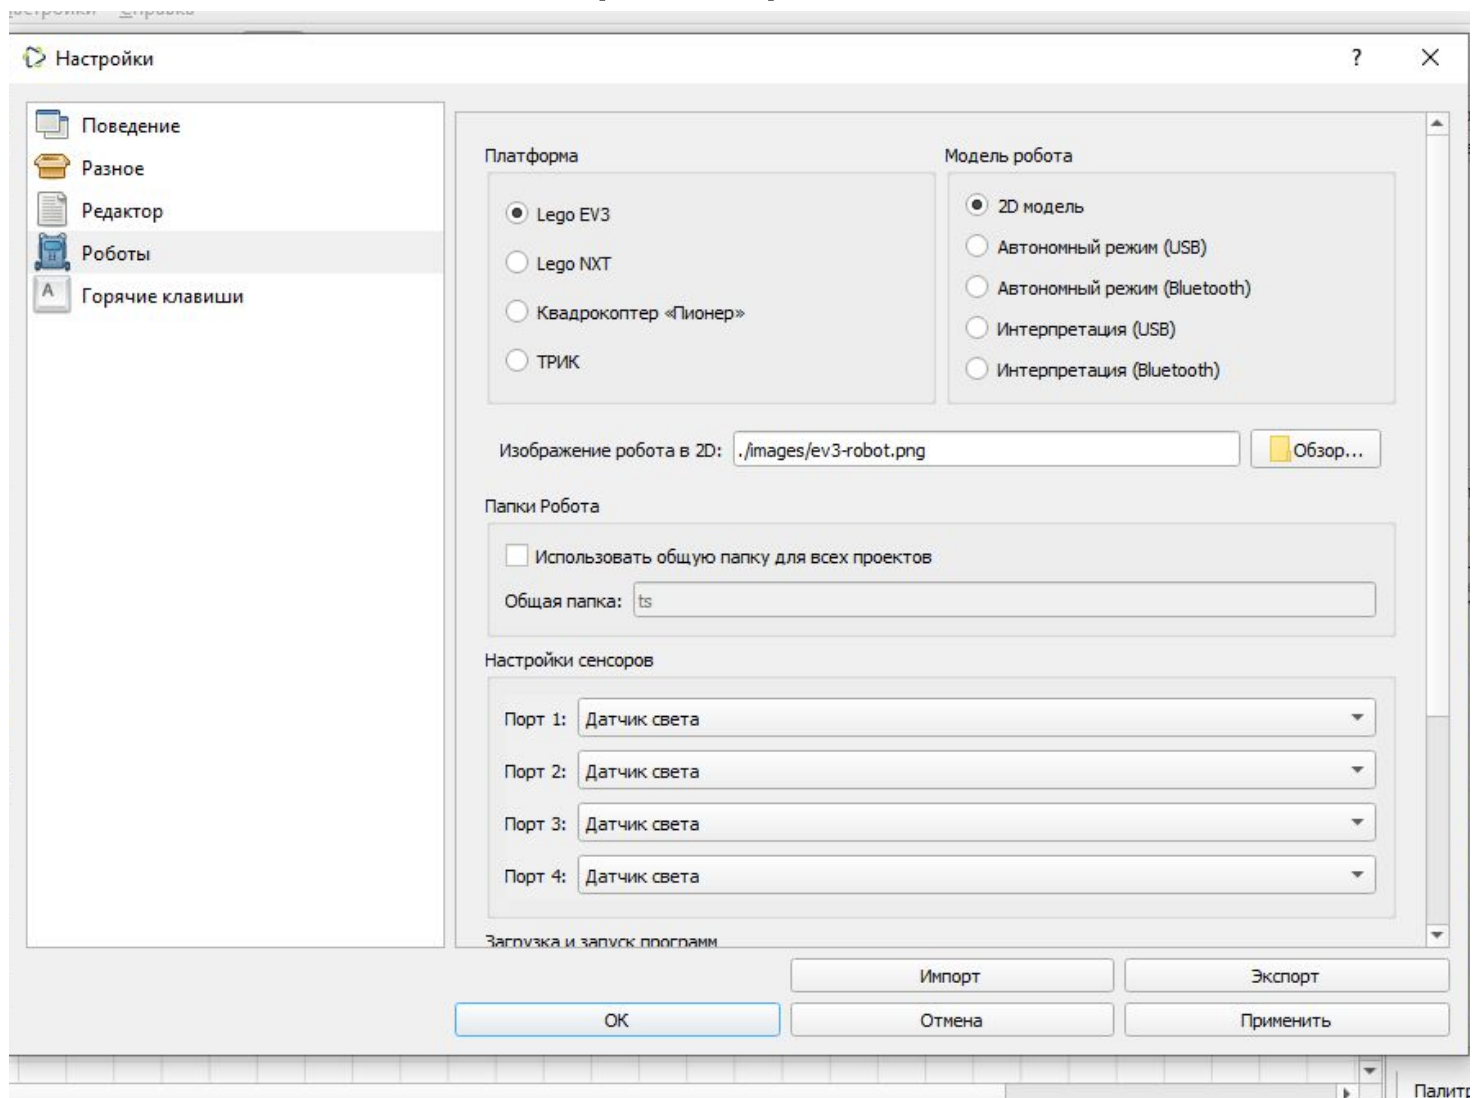 Настройки Справка
Настройки
?
Поведение
Разное
Редактор
Роботы
A
Горячие клавиши
Платформа
Lego EV3
Lego NXT
Квадрокоптер «Пионер»
ТРИК
Модель робота
2D модель
Автономный режим (USB)
Автономный режим (Bluetooth)
Интерпретация (USB)
Интерпретация (Bluetooth)
Изображение робота в 2D: ./images/ev3-robot.png Обзор...
Папки Робота
Использовать общую папку для всех проектов
Общая папка: ts
Настройки сенсоров
Порт 1: Датчик света
Порт 2: Датчик света
Порт 3: Датчик света
Порт 4: Датчик света
Загрузка и запуск программ
Импорт Экспорт
OK Отмена Применить
Палитр